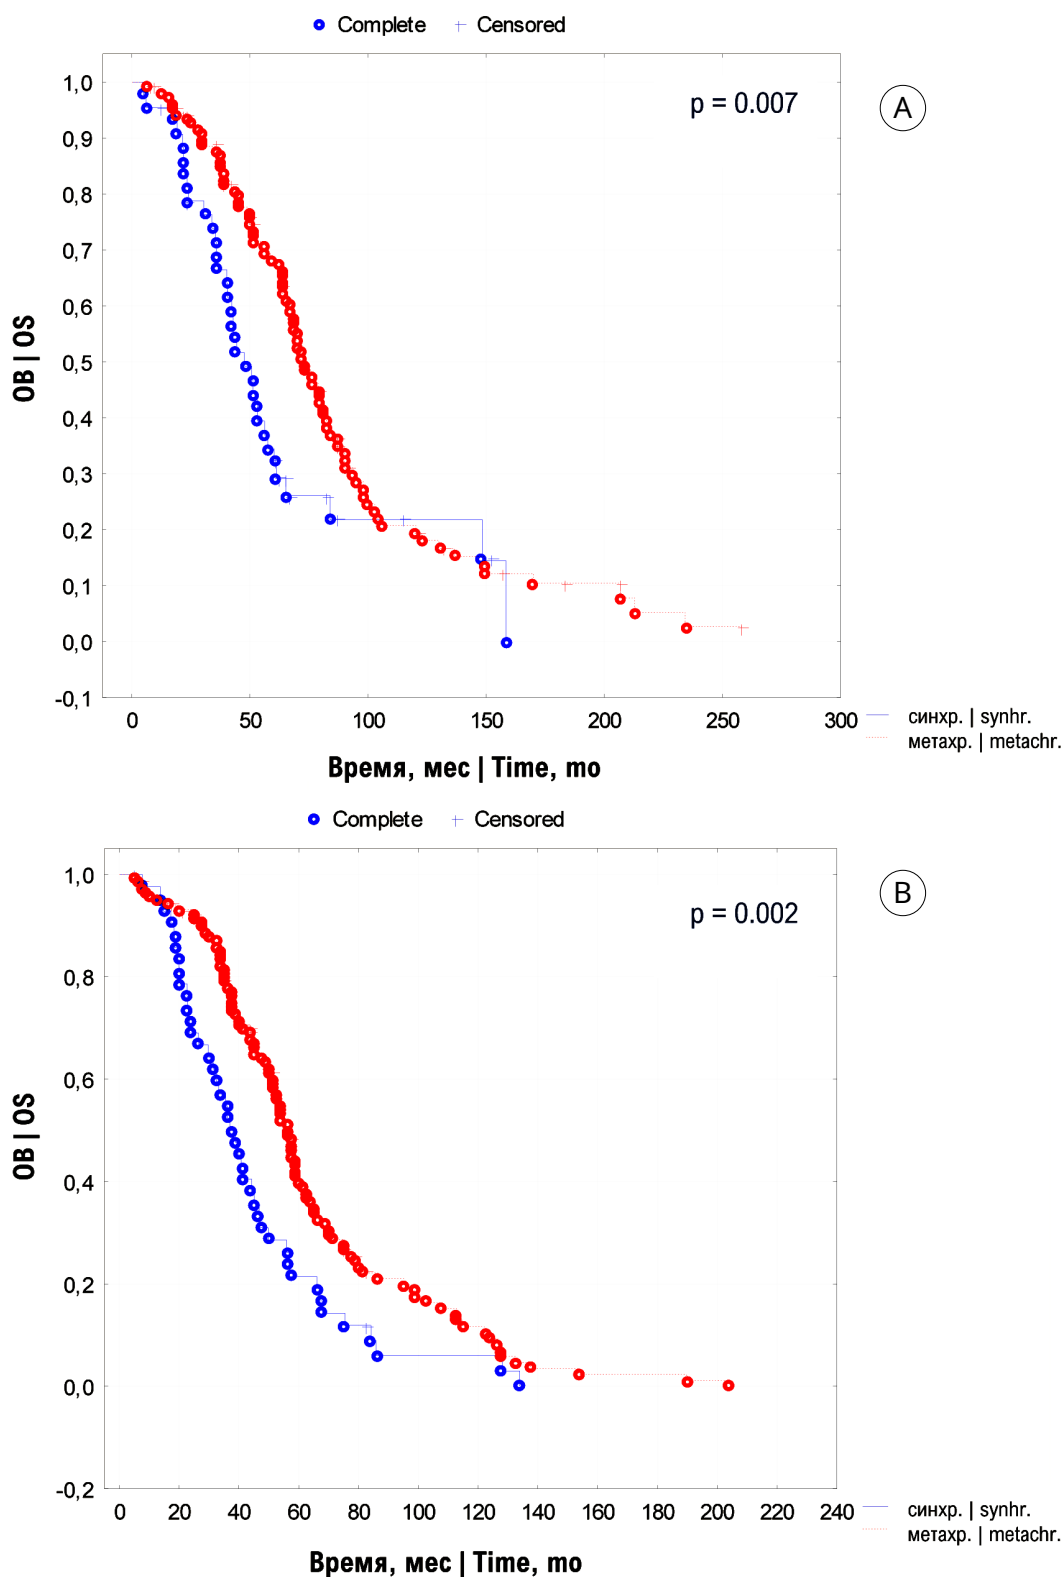 Complete Censored
p = 0.007
A
1,0
0,9
0,8
0,7
0,6
0,5
0,4
0,3
0,2
0,1
0,0
-0,1
ОВ | OS
0 50 100 150 200 250 300
Время, мес | Time, mo
синхр. | synhr.
метахр. | metachr.
Complete Censored
p = 0.002
B
1,0
0,8
0,6
0,4
0,2
0,0
-0,2
ОВ | OS
0 20 40 60 80 100 120 140 160 180 200 220 240
Время, мес | Time, mo
синхр. | synhr.
метахр. | metachr.